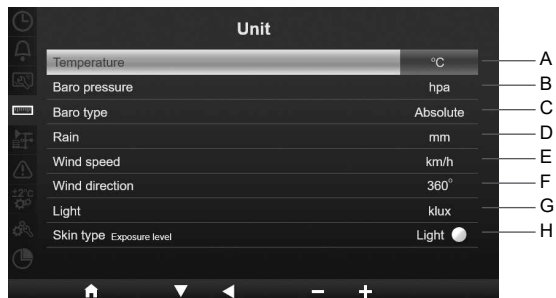 Unit
Temperature °C A
Baro pressure hpa B
Baro type Absolute C
Rain mm D
Wind speed km/h E
Wind direction 360° F
Light klux G
Skin type Exposure level Light H
±2°C